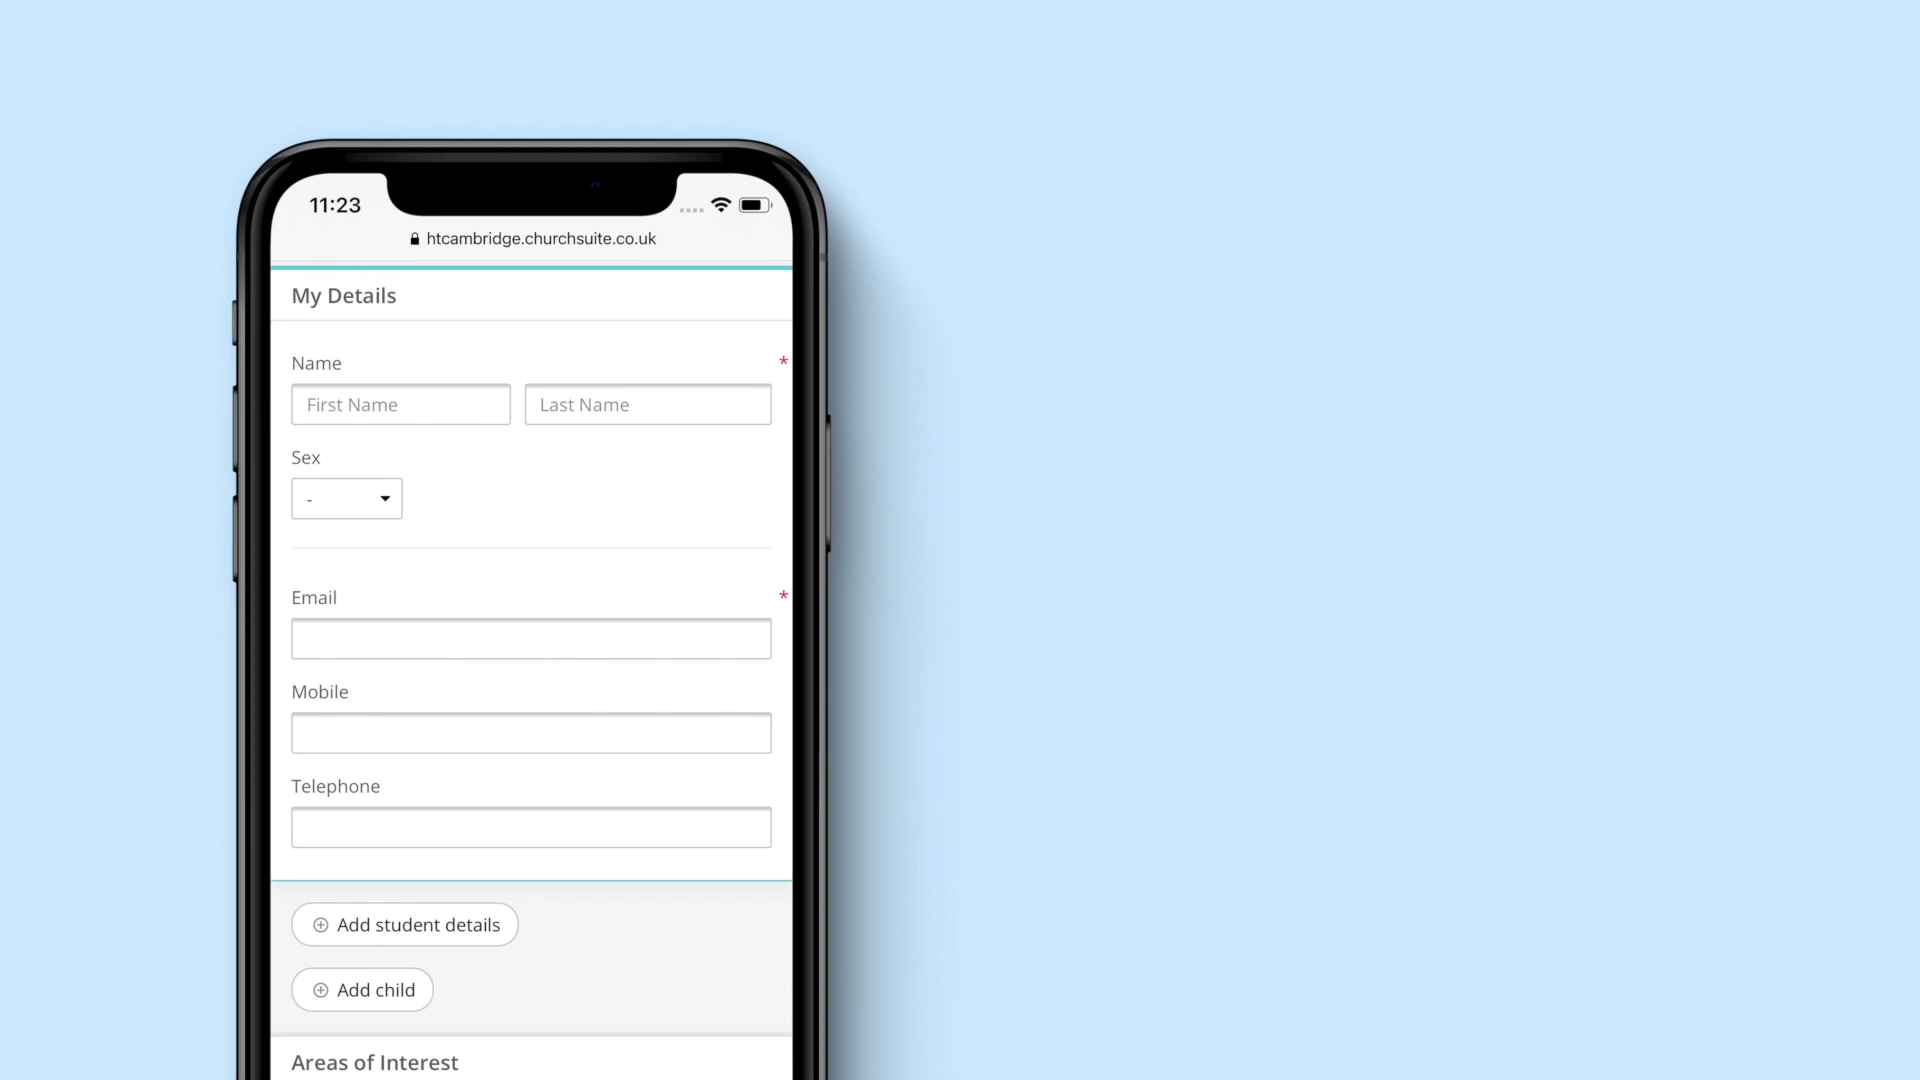 11:23
htcambridge.churchsuite.co.uk
My Details
Name *
First Name Last Name
Sex
-
Email *
Mobile
Telephone
Add student details
Add child
Areas of Interest